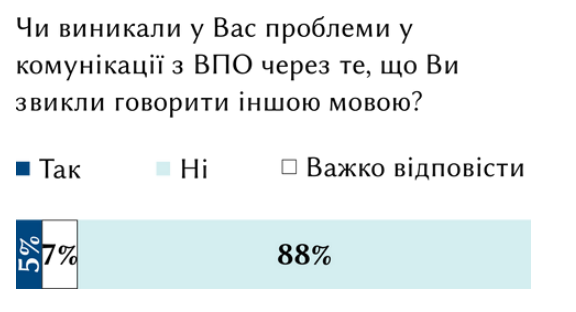 Чи виникали у Вас проблеми у
комунікації з ВПО через те, що Ви
звикли говорити іншою мовою?
Так Ні Важко відповісти
5% 7% 88%